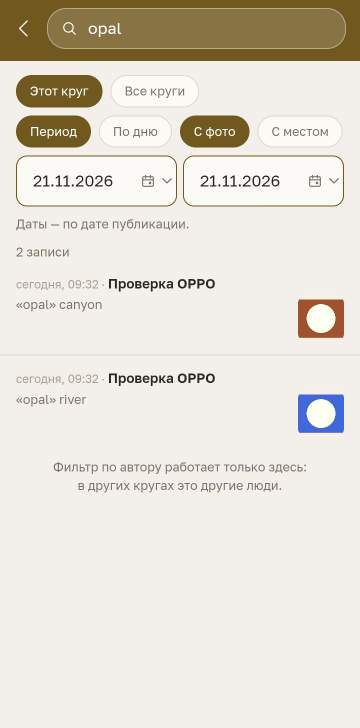 opal
Этот круг Все круги
Период По дню С фото С местом
21.11.2026 21.11.2026
Даты — по дате публикации.
2 записи
сегодня, 09:32 · Проверка OPPO
«opal» canyon
сегодня, 09:32 · Проверка OPPO
«opal» river
Фильтр по автору работает только здесь:
в других кругах это другие люди.